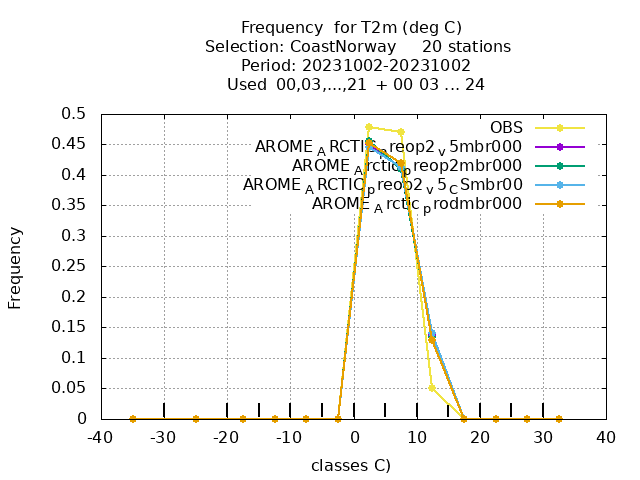 Frequency for T2m (deg C)
Selection: CoastNorway 20 stations
Period: 20231002-20231002
Used 00,03,...,21 + 00 03 ... 24
0.5
0.45
0.4
0.35
0.3
0.25
0.2
0.15
0.1
0.05
0
Frequency
OBS
AROME_ARCTIC_preop2_v5mbr000
AROME_Arctic_preop2mbr000
AROME_ARCTIC_preop2_v5_CSmbr00
AROME_Arctic_prodmbr000
-40 -30 -20 -10 0 10 20 30 40
classes C)